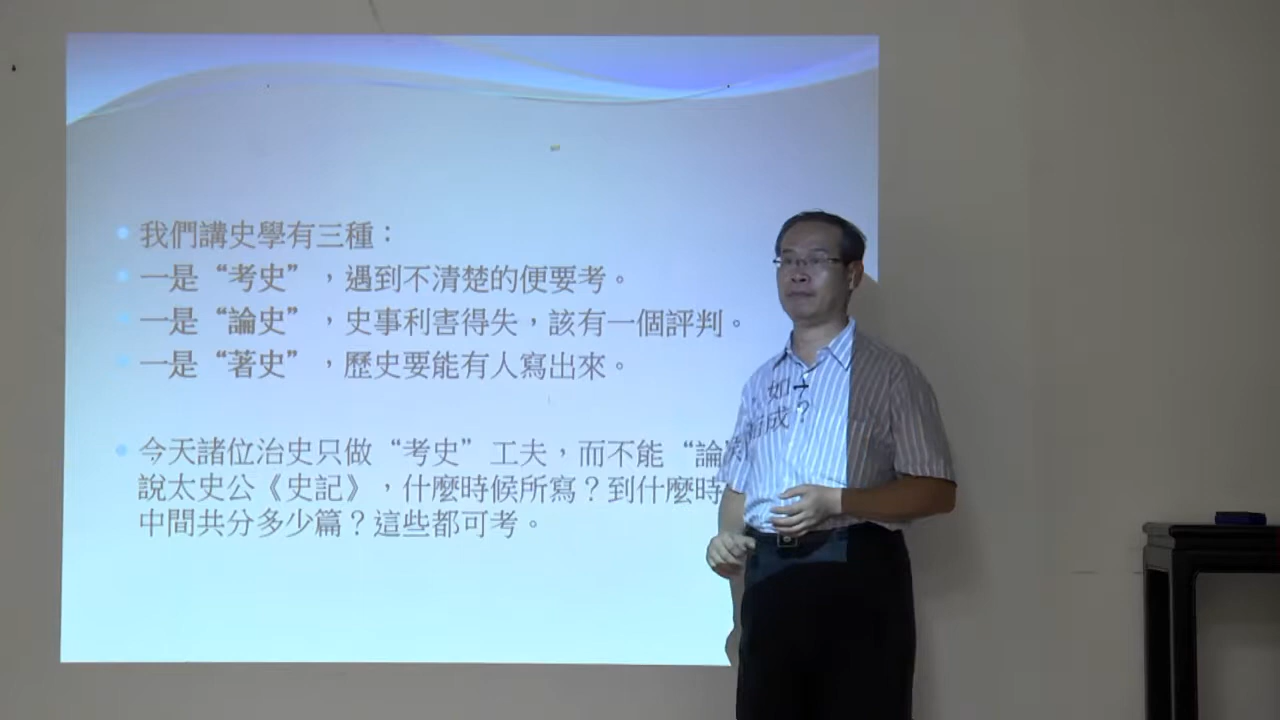 我們講史學有三種：
一是“考史”，遇到不清楚的便要考。
一是“論史”，史事利害得失，該有一個評判。
一是“著史”，歷史要能有人寫出來。
今天諸位治史只做“考史”工夫，而不能“論史，如
說太史公《史記》，什麼時候所寫？到什麼時 成？
中間共分多少篇？這些都可考。